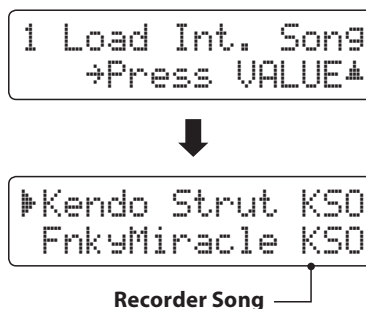 1 Load Int. Song
→Press VALUE▲
▶Kendo Strut KSO
FnkyMiracle KSO
Recorder Song